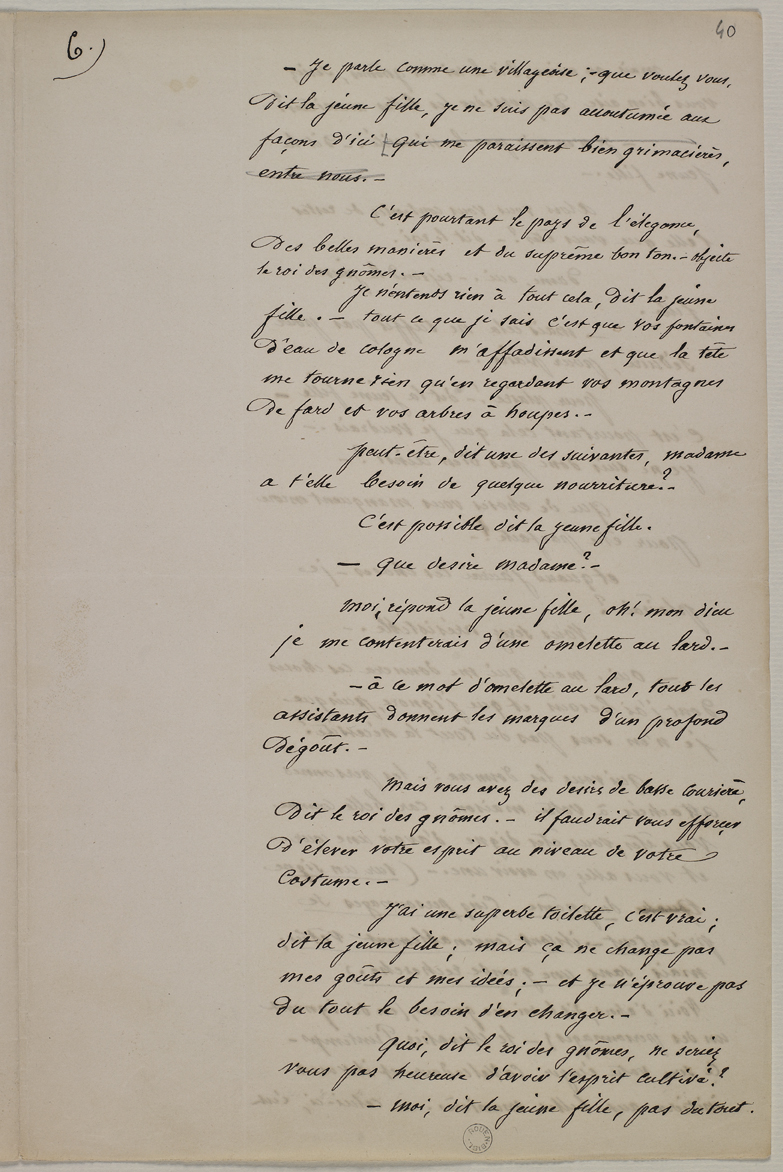 6.)
40
— Je parle comme une villageoise ; - que voulez vous,
Dit la jeune fille, je ne suis pas accoutumée aux
façons d'ici qui me paraissent bien grimacières,
entre nous. —
C'est pourtant le pays de l'élégance,
Des belles manières et du suprême bon ton. — objecte
le roi des gnômes. —
Je n'entends rien à tout cela, dit la jeune
fille. — tout ce que je sais c'est que vos fontaines
D'eau de cologne m'affadissent et que la tête
me tourne rien qu'en regardant vos montagnes
De fard et vos arbres à houpes. —
peut-être, dit une des suivantes, madame
a t'elle besoin de quelque nourriture ? —
C'est possible dit la jeune fille.
— que desire madame ? —
moi, répond la jeune fille, oh! mon dieu
je me contenterais d'une omelette au lard. —
— à ce mot d'omelette au lard, tous les
assistants donnent les marques d'un profond
Dégoût. —
mais vous avez des desirs de basse
Dit le roi des gnômes. — il faudrait vous efforcer
D'élever votre esprit au niveau de votre
Costume. —
J'ai une superbe toilette, c'est vrai ;
dit la jeune fille ; mais ça ne change pas
mes goûts et mes idées ; — et je n'éprouve pas
Du tout le besoin d'en changer. —
Quoi, dit le roi des gnômes, ne seriez
vous pas heureuse d'avoir l'esprit cultivé ?
— moi, dit la jeune fille, pas du tout.